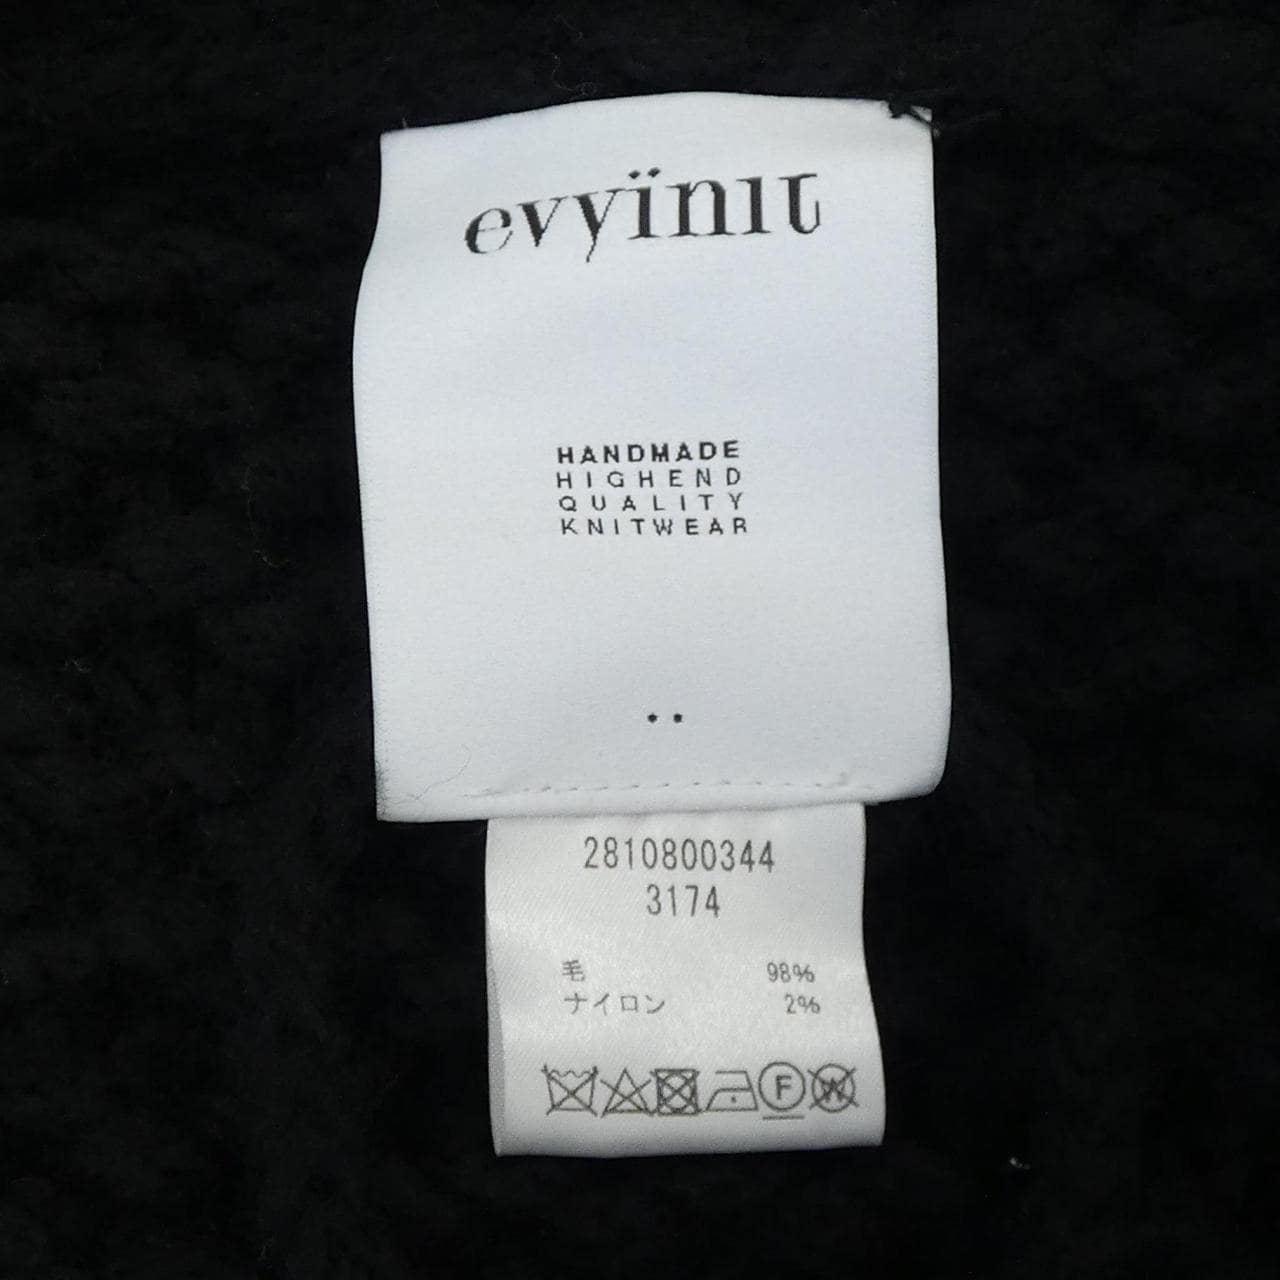 evyïnit
HANDMADE
HIGHEND
QUALITY
KNITWEAR
2810800344
3174
毛 98%
ナイロン 2%
F W